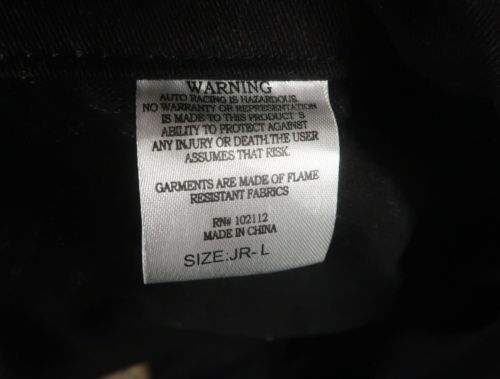 WARNING
AUTO RACING IS HAZARDOUS.
NO WARRANTY OR REPRESENTATION
IS MADE TO THIS PRODUCT'S
ABILITY TO PROTECT AGAINST
ANY INJURY OR DEATH.THE USER
ASSUMES THAT RISK.
GARMENTS ARE MADE OF FLAME
RESISTANT FABRICS
RN# 102112
MADE IN CHINA
SIZE:JR-L